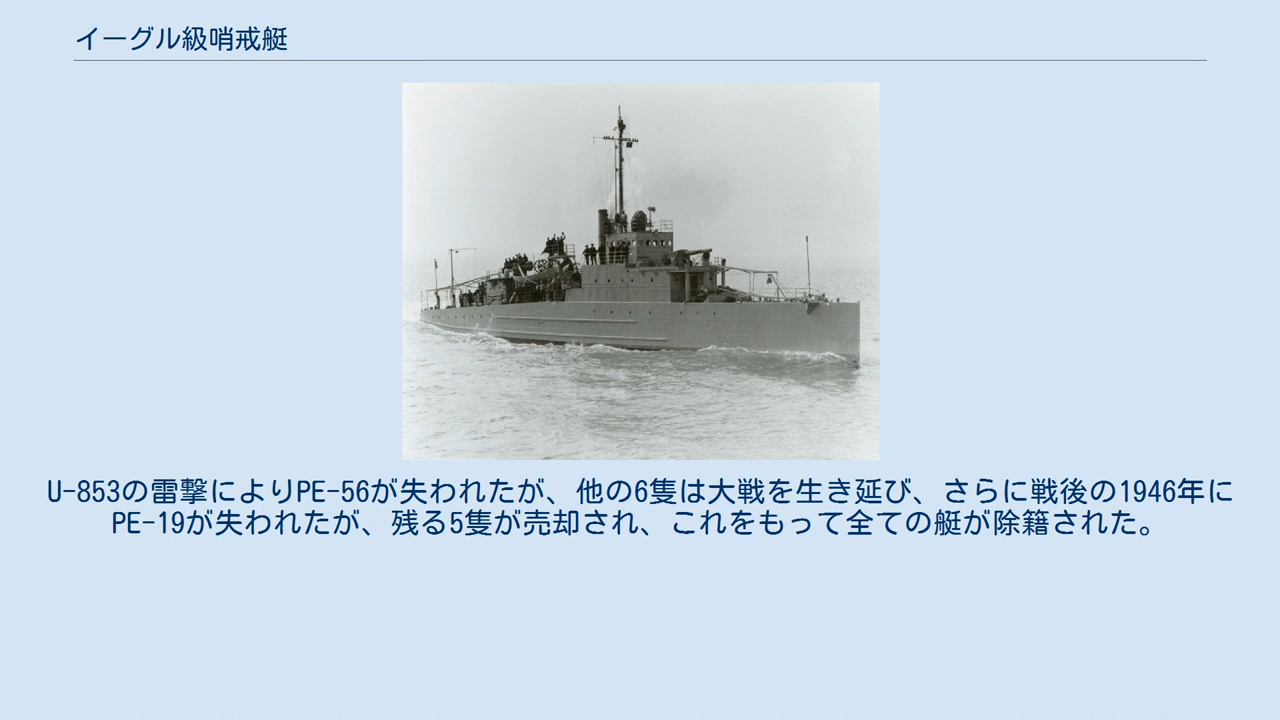 イーグル級哨戒艇
U-853の雷撃によりPE-56が失われたが、他の6隻は大戦を生き延び、さらに戦後の1946年に
PE-19が失われたが、残る5隻が売却され、これをもって全ての艇が除籍された。